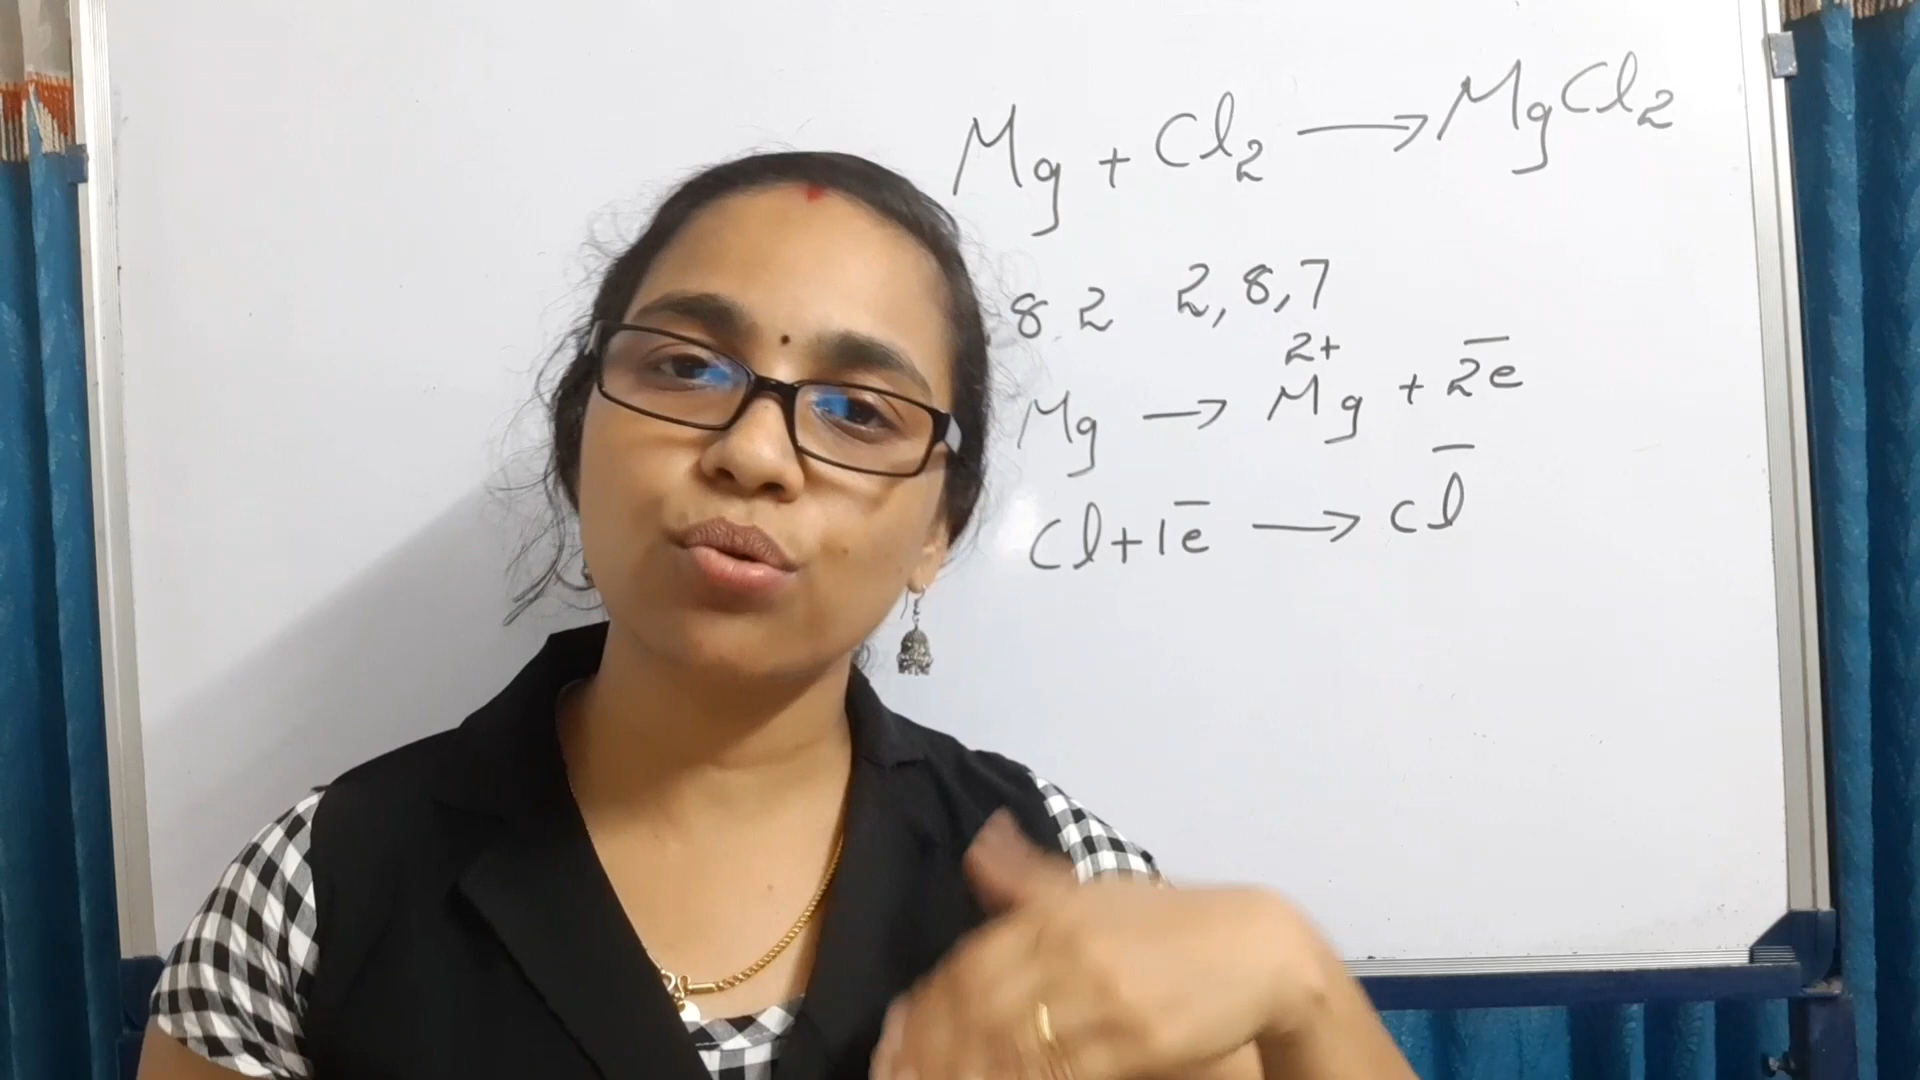 Mg + Cl₂ → MgCl₂
8 2 2,8,7
Mg → Mg²⁺ + 2e⁻
Cl + 1e⁻ → Cl⁻